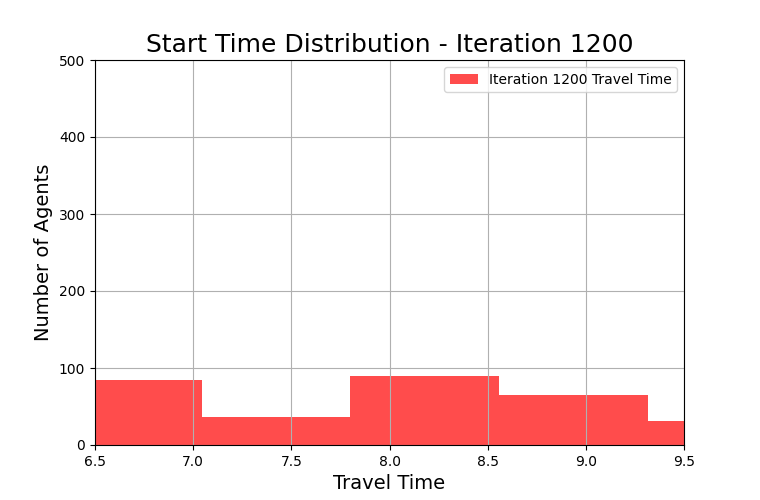 Start Time Distribution - Iteration 1200
500
Iteration 1200 Travel Time
400
300
200
100
0
Number of Agents
6.5 7.0 7.5 8.0 8.5 9.0 9.5
Travel Time